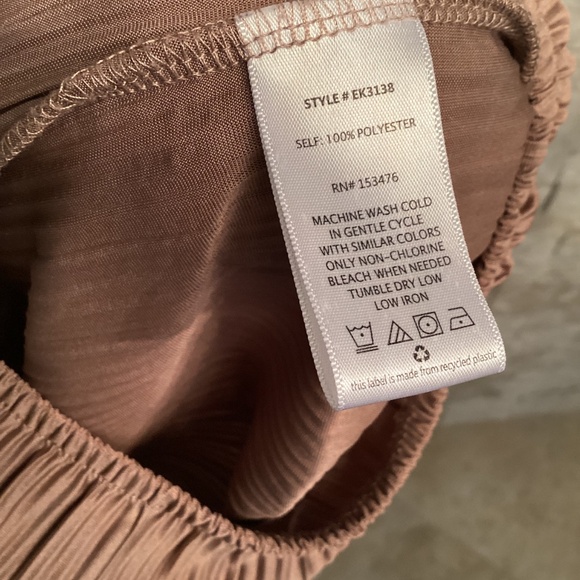 STYLE # EK3138
SELF: 100% POLYESTER
RN# 153476
MACHINE WASH COLD
IN GENTLE CYCLE
WITH SIMILAR COLORS
ONLY NON-CHLORINE
BLEACH WHEN NEEDED
TUMBLE DRY LOW
LOW IRON
this label is made from recycled plastic